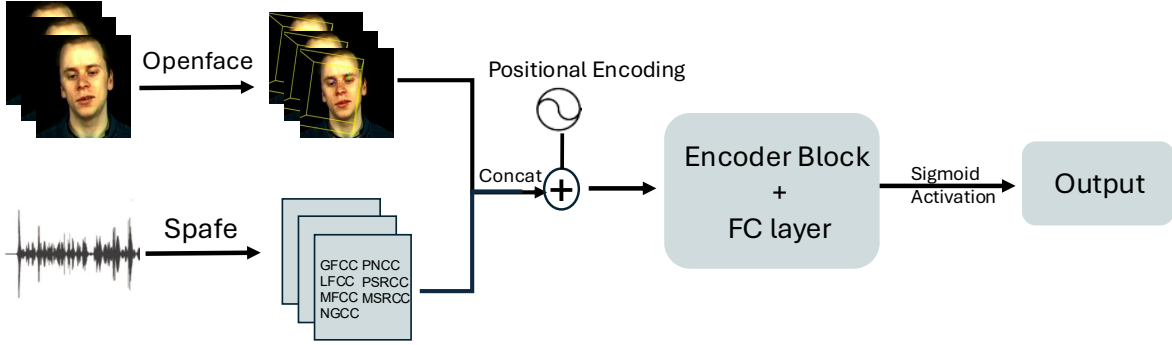 Openface
Positional Encoding
Concat
+
Encoder Block
+
FC layer
Sigmoid
Activation
Output
Spafe
GFCC PNCC
LFCC PSRCC
MFCC MSRCC
NGCC